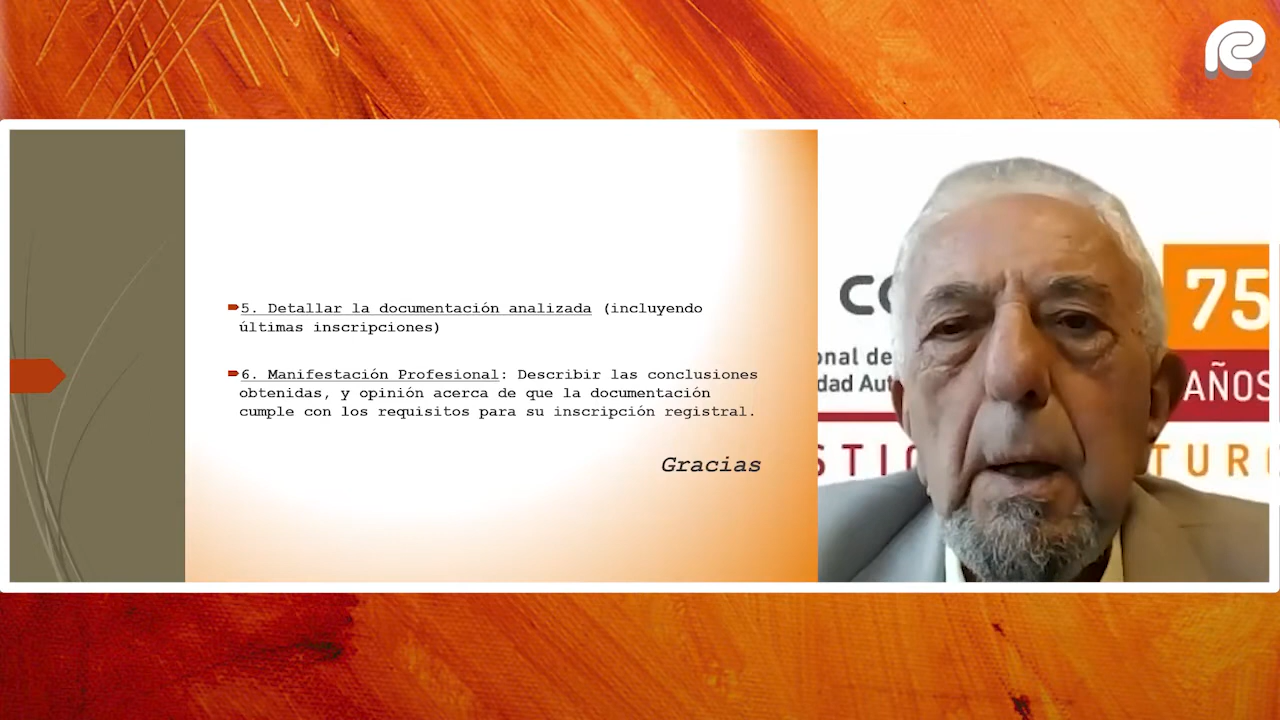 5. Detallar la documentación analizada (incluyendo
últimas inscripciones)
6. Manifestación Profesional: Describir las conclusiones
obtenidas, y opinión acerca de que la documentación
cumple con los requisitos para su inscripción registral.
Gracias
75
AÑOS